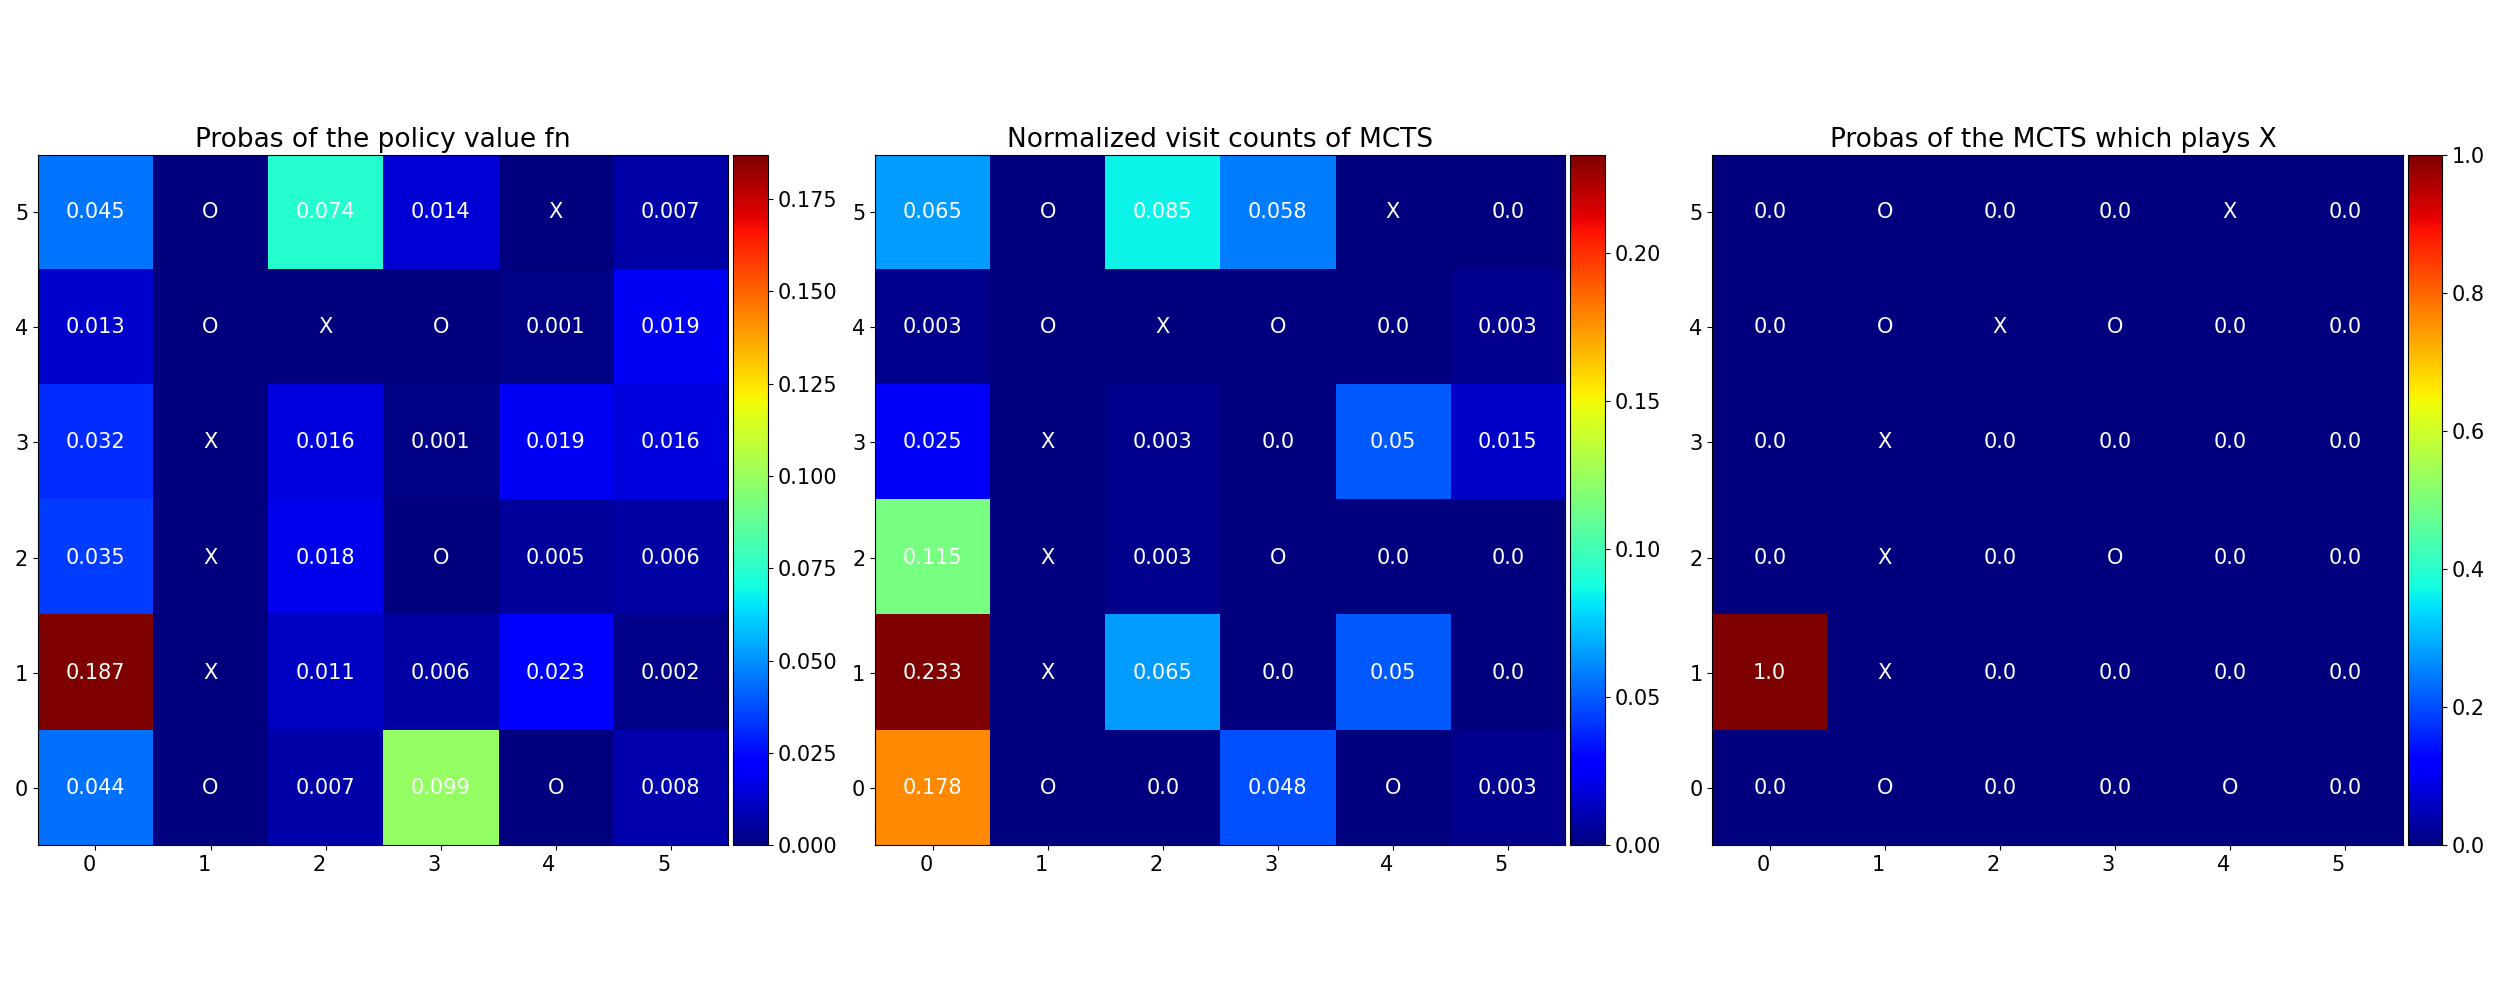 Probas of the policy value fn
Normalized visit counts of MCTS
Probas of the MCTS which plays X
5 0.045 O 0.074 0.014 X 0.007
4 0.013 O X O 0.001 0.019
3 0.032 X 0.016 0.001 0.019 0.016
2 0.035 X 0.018 O 0.005 0.006
1 0.187 X 0.011 0.006 0.023 0.002
0 0.044 O 0.007 0.099 O 0.008
0 1 2 3 4 5
0.175
0.150
0.125
0.100
0.075
0.050
0.025
0.000
5 0.065 O 0.085 0.058 X 0.0
4 0.003 O X O 0.0 0.003
3 0.025 X 0.003 0.0 0.05 0.015
2 0.115 X 0.003 O 0.0 0.0
1 0.233 X 0.065 0.0 0.05 0.0
0 0.178 O 0.0 0.048 O 0.003
0 1 2 3 4 5
0.20
0.15
0.10
0.05
0.00
5 0.0 O 0.0 0.0 X 0.0
4 0.0 O X O 0.0 0.0
3 0.0 X 0.0 0.0 0.0 0.0
2 0.0 X 0.0 O 0.0 0.0
1 1.0 X 0.0 0.0 0.0 0.0
0 0.0 O 0.0 0.0 O 0.0
0 1 2 3 4 5
1.0
0.8
0.6
0.4
0.2
0.0